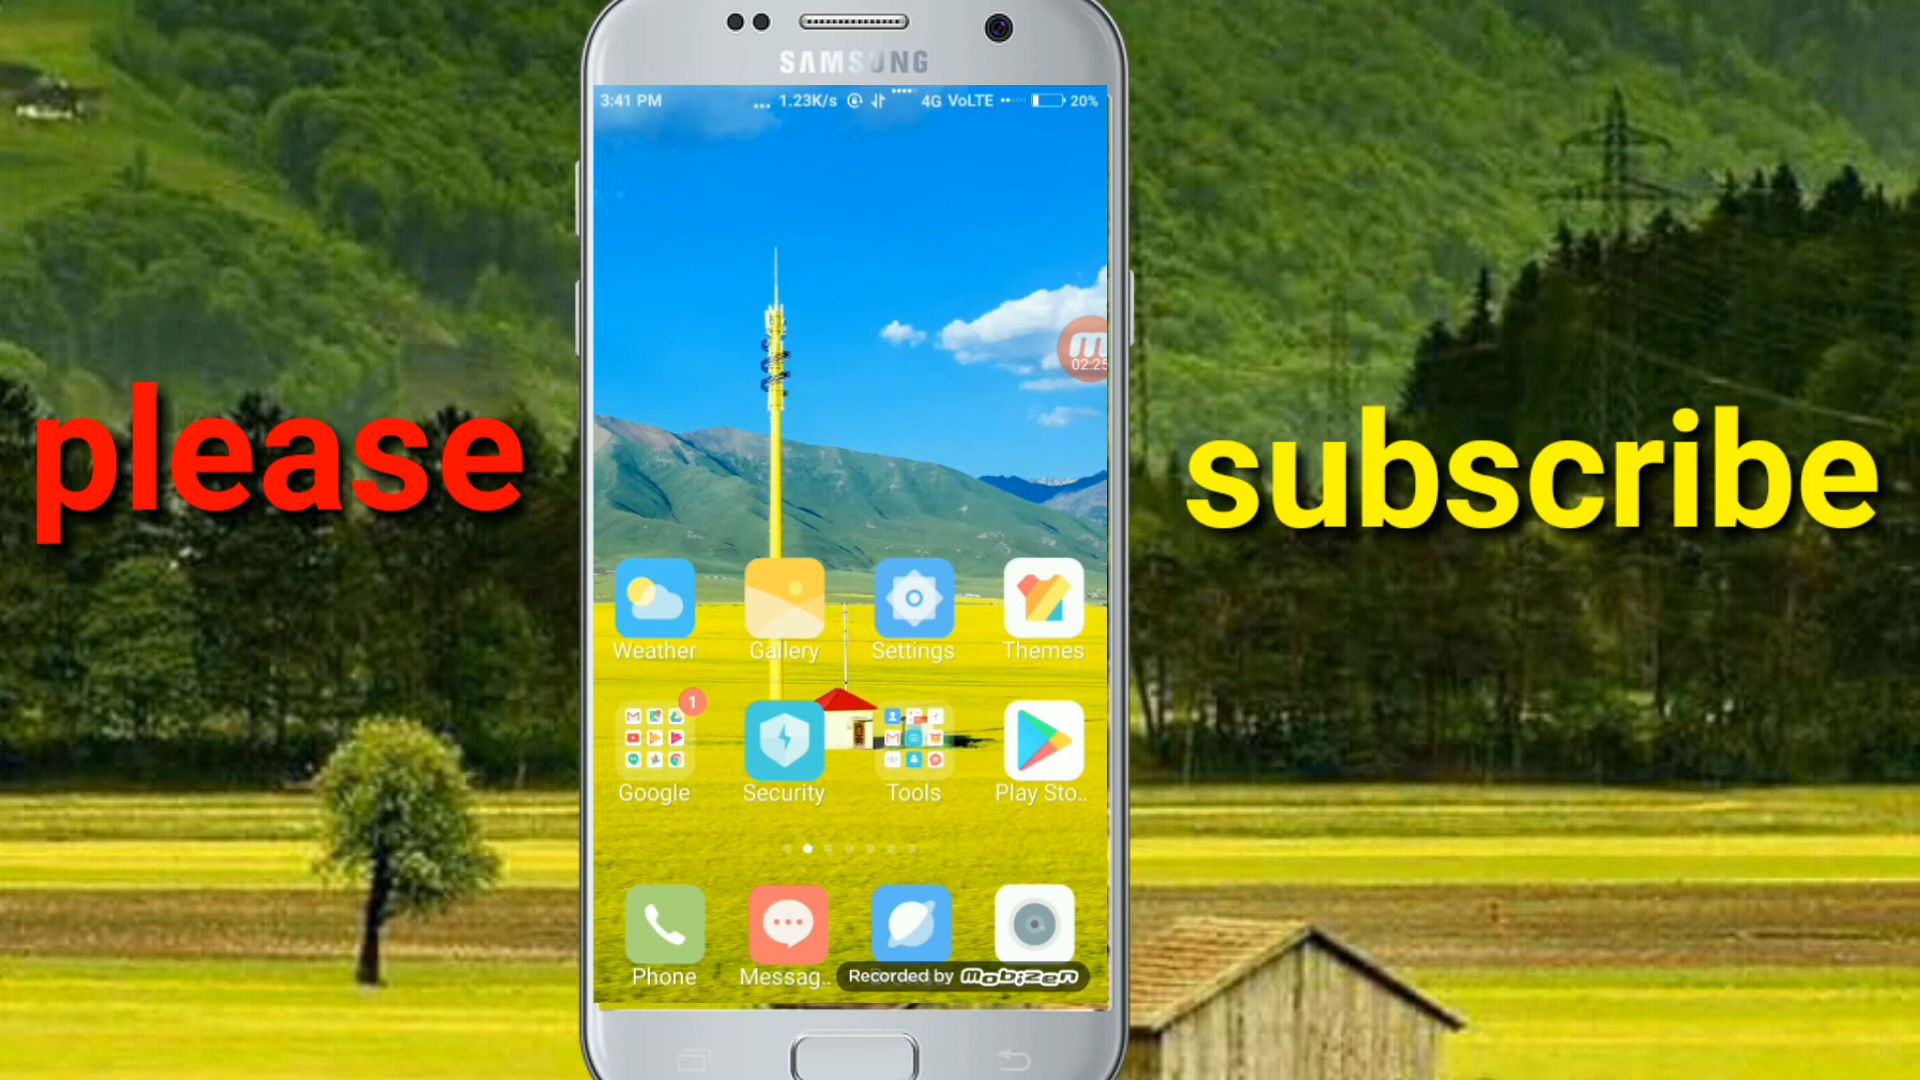 SAMSUNG
3:41 PM ... 1.23K/s 4G VoLTE 20%
02:25
please
subscribe
Weather Gallery Settings Themes
1
Google Security Tools Play Sto..
Phone Messag..
Recorded by Mobizen